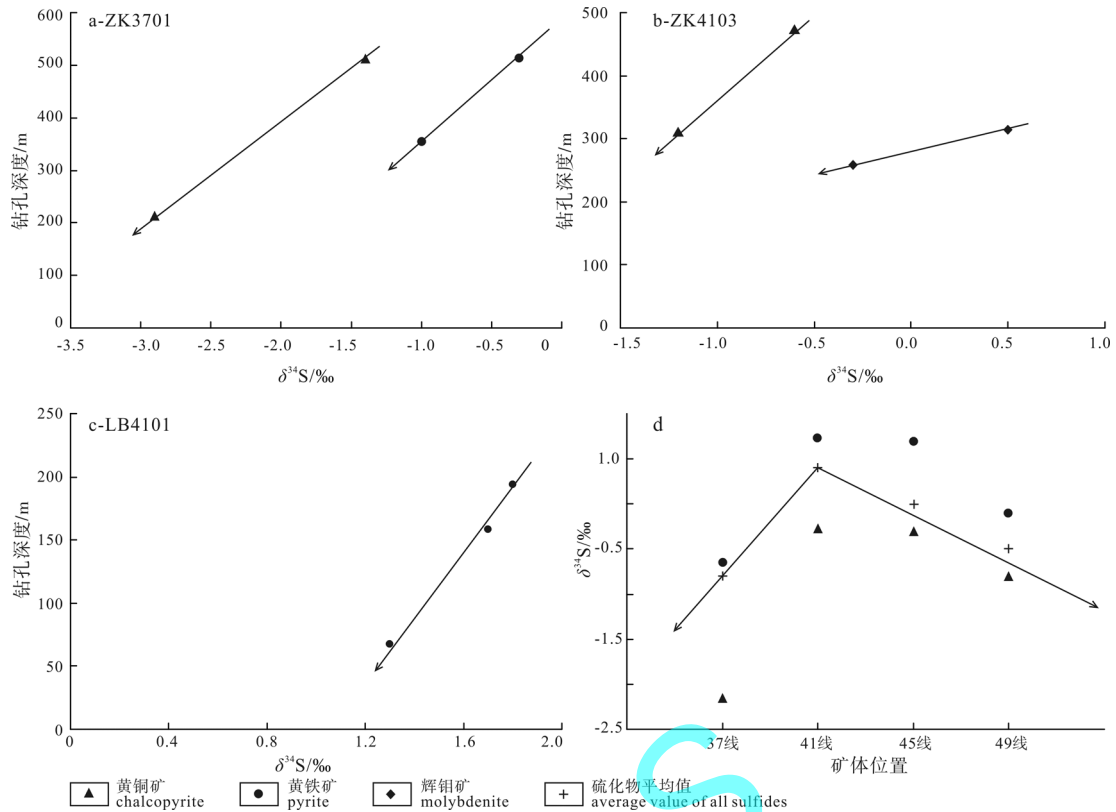 a-ZK3701
600
500
400
300
200
100
0
钻孔深度/m
-3.5 -3.0 -2.5 -2.0 -1.5 -1.0 -0.5 0
δ³⁴S/‰
b-ZK4103
500
400
300
200
100
0
钻孔深度/m
-1.5 -1.0 -0.5 0.0 0.5 1.0
δ³⁴S/‰
c-LB4101
250
200
150
100
50
0
钻孔深度/m
0 0.4 0.8 1.2 1.6 2.0
δ³⁴S/‰
d
1.0
-0.5
-1.5
-2.5
δ³⁴S/‰
37线 41线 45线 49线
矿体位置
黄铜矿
chalcopyrite
黄铁矿
pyrite
辉钼矿
molybdenite
硫化物平均值
average value of all sulfides